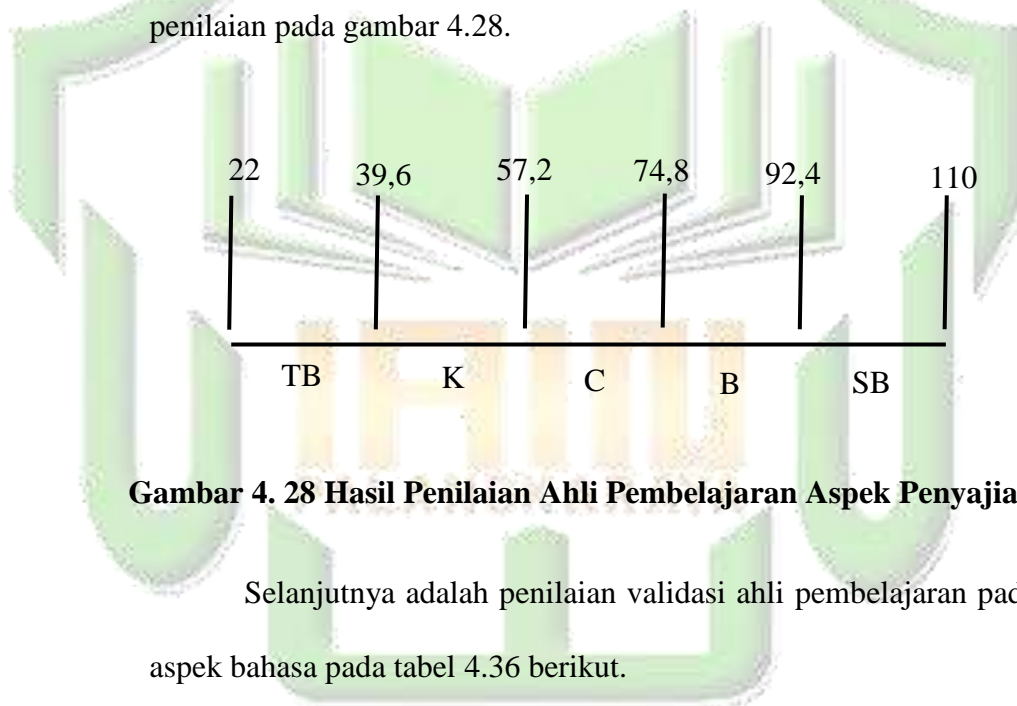 penilaian pada gambar 4.28.
22 39,6 57,2 74,8 92,4 110
TB K C B SB
Gambar 4. 28 Hasil Penilaian Ahli Pembelajaran Aspek Penyajia
Selanjutnya adalah penilaian validasi ahli pembelajaran pad
aspek bahasa pada tabel 4.36 berikut.